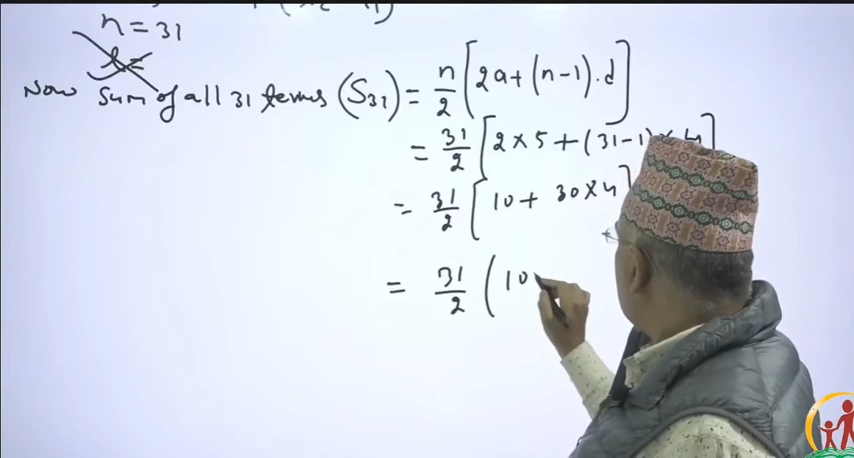 n = 31
Now Sum of all 31 terms (S31) = n/2 [2a + (n-1).d]
= 31/2 [2 × 5 + (31-1) × 4]
= 31/2 [10 + 30 × 4]
= 31/2 (10